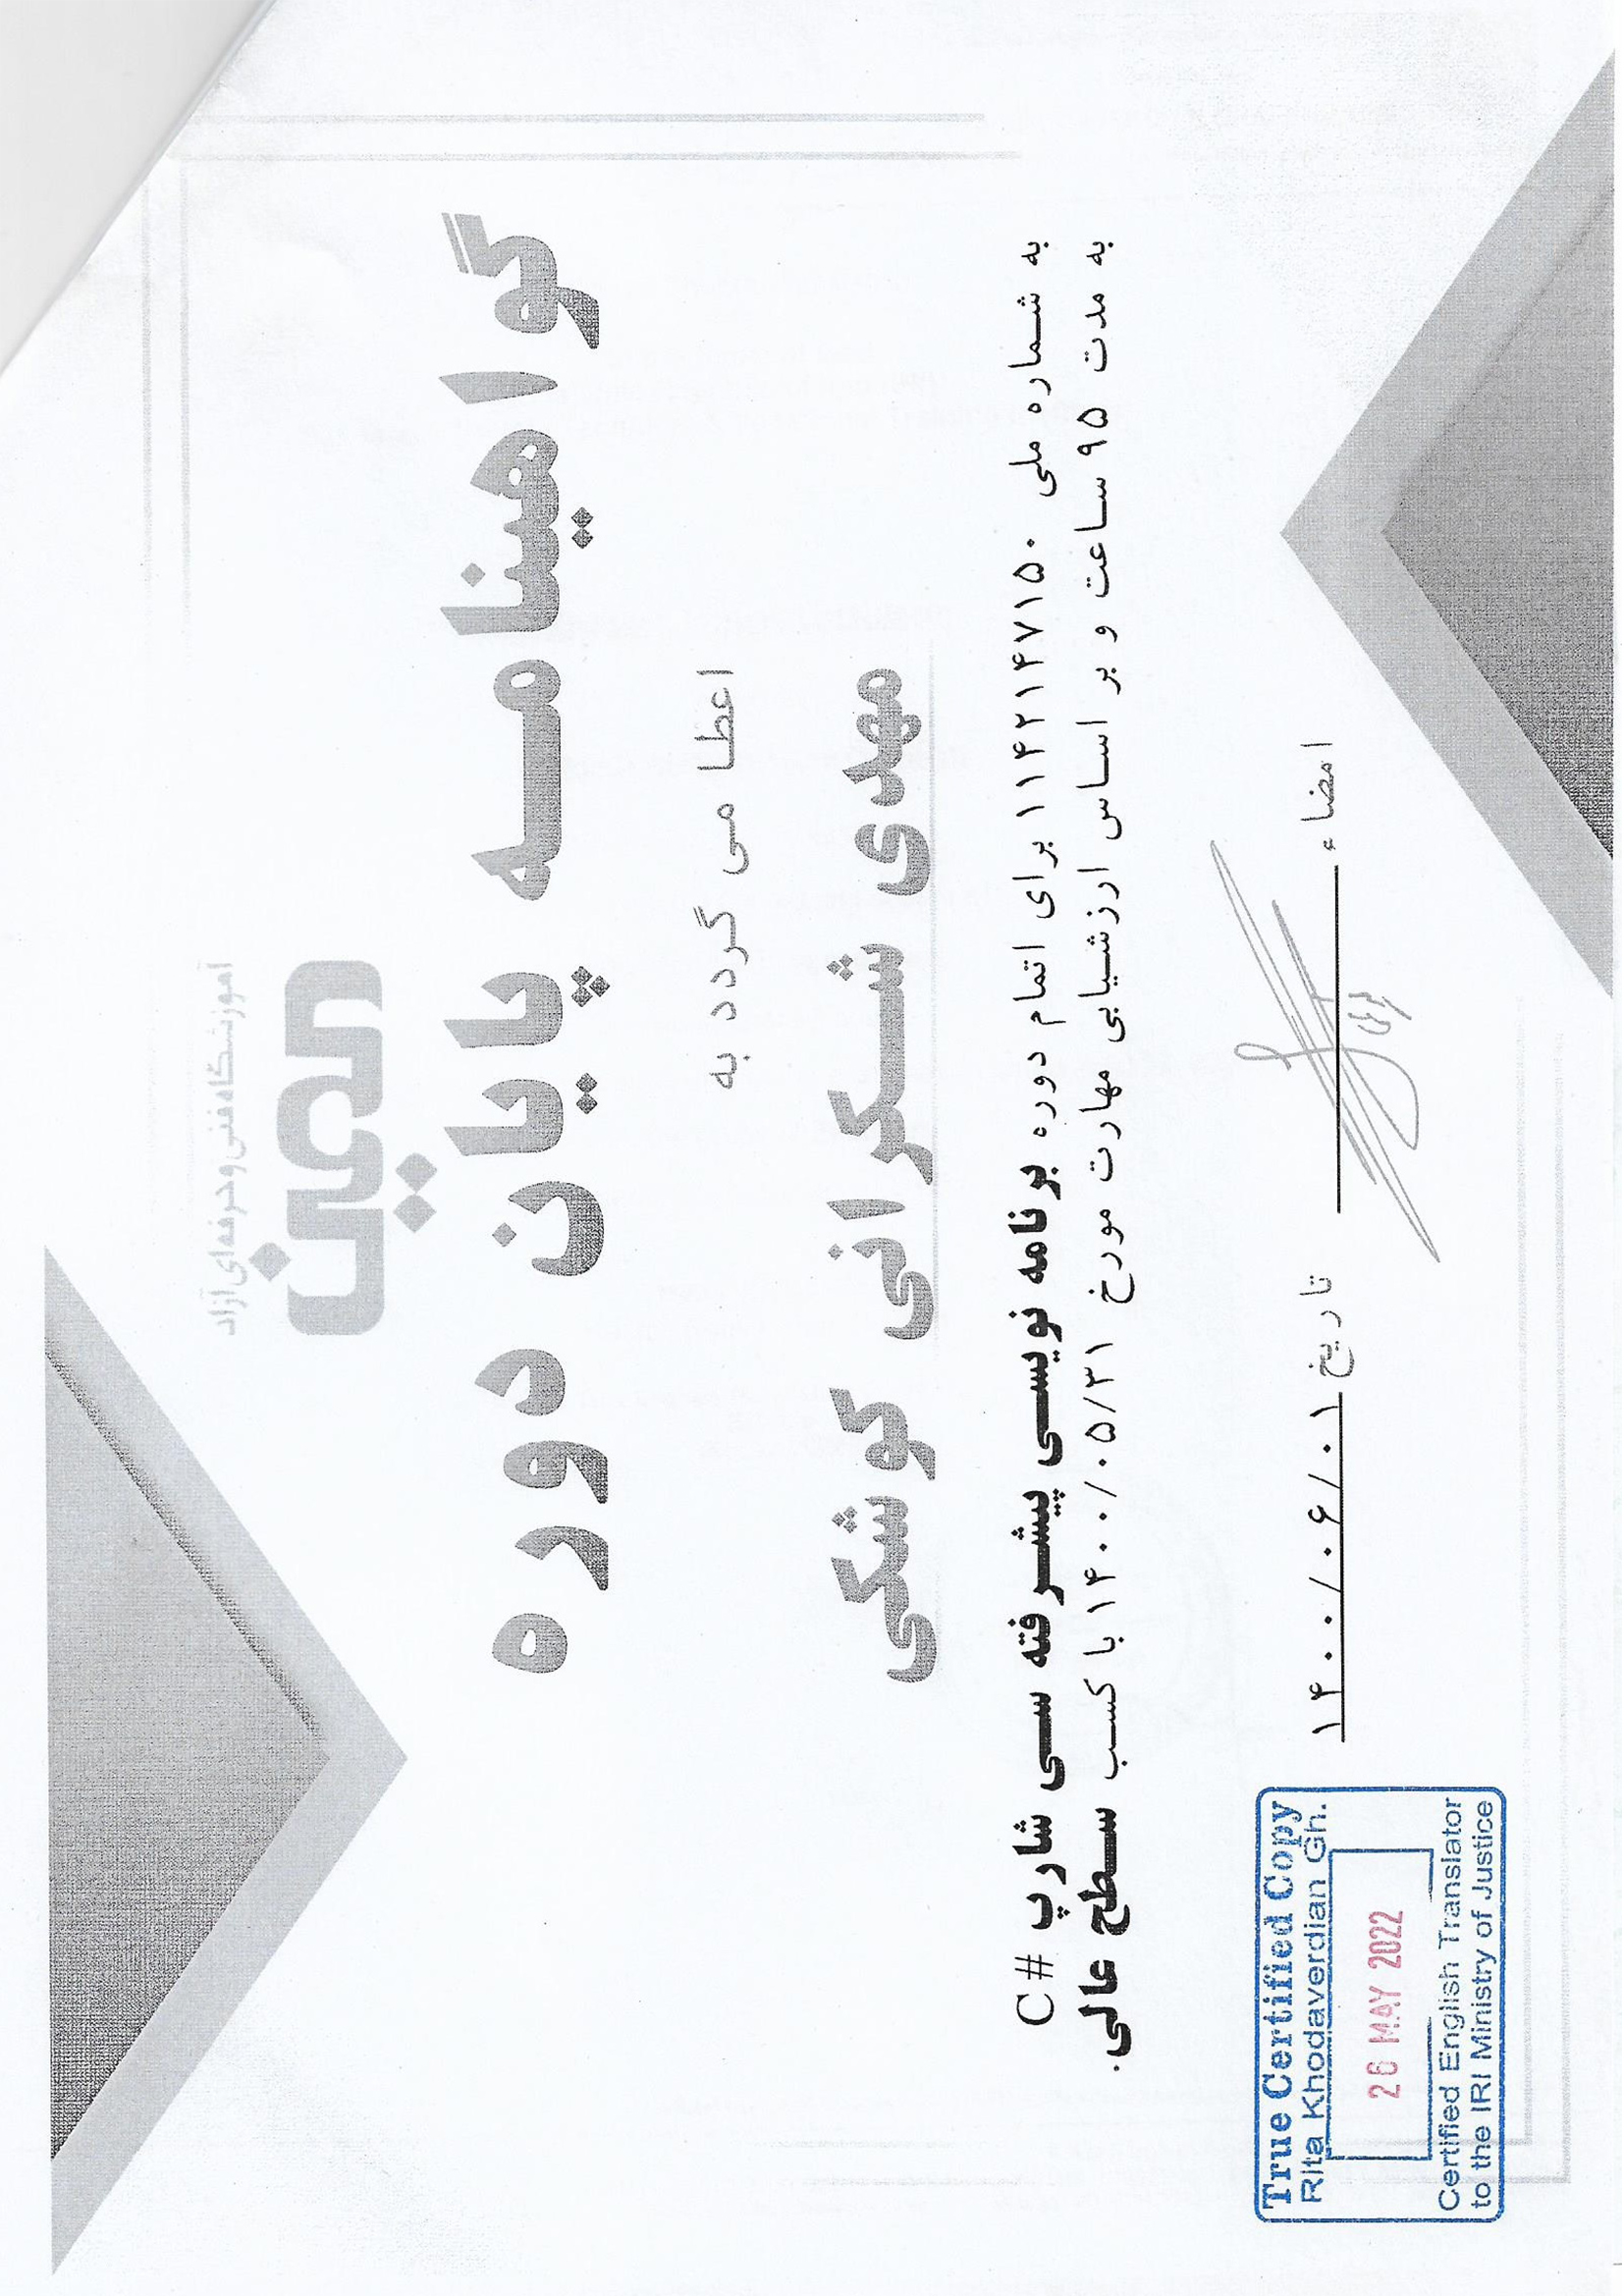 آموزشگاه فنی و حرفه‌ای آزاد
معین
گواهینامه پایان دوره
اعطا می گردد به
مهدی شکرانی کوشکی
به شماره ملی ۱۱۴۲۱۴۷۱۵۰ برای اتمام دوره برنامه نویسی پیشرفته سی شارپ C#
به مدت ۹۵ ساعت و بر اساس ارزشیابی مهارت مورخ ۱۴۰۰/۰۵/۳۱ با کسب سطح عالی.
امضاء
تاریخ ۱۴۰۰/۰۶/۰۱
True Certified Copy
Rita Khodaverdian Gh.
26 MAY 2022
Certified English Translator
to the IRI Ministry of Justice